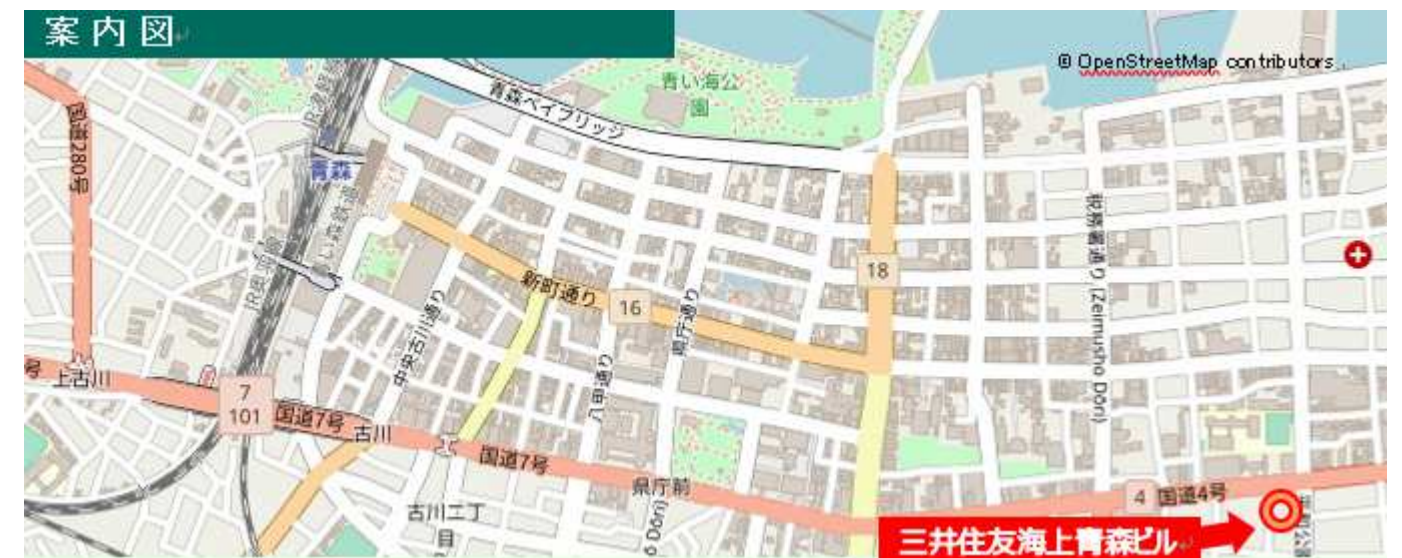 案内図
© OpenStreetMap contributors
青い海公
園
青森ベイブリッジ
国道280号
青森
税務署通り (Zeimusho Dōri)
18
新町通り
16
県庁通り
中央古川通り
八甲通り
上古川
7
101
国道7号
古川
国道7号
県庁前
古川二丁
目
4
国道4号
三井住友海上青森ビル